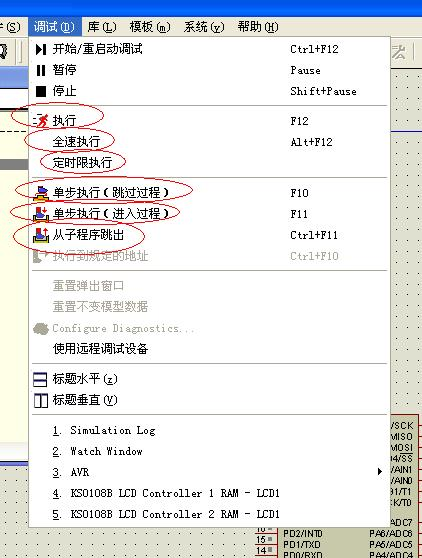 (S) 调试(D) 库(L) 模板(m) 系统(y) 帮助(H)
开始/重启动调试 Ctrl+F12
暂停 Pause
停止 Shift+Pause
执行 F12
全速执行 Alt+F12
定时限执行
单步执行(跳过过程) F10
单步执行(进入过程) F11
从子程序跳出 Ctrl+F11
执行到规定的地址 Ctrl+F10
重置弹出窗口
重置不变模型数据
Configure Diagnostics...
使用远程调试设备
标题水平(z)
标题垂直(V)
1. Simulation Log
2. Watch Window
3. AVR
4. KS0108B LCD Controller 1 RAM - LCD1
5. KS0108B LCD Controller 2 RAM - LCD1
/SCK
MISO
MOSI
04/SS
/AIN1
/AIN0
01/T1
CK/T0
ADC7
16 PD2/INT0 PA6/ADC6
15 PD1/TXD PA5/ADC5
14 PD0/RXD PA4/ADC4